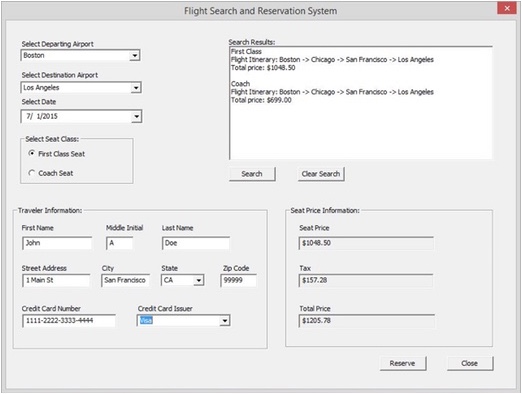 Flight Search and Reservation System
Select Departing Airport
Boston
Select Destination Airport
Los Angeles
Select Date
7/ 1/2015
Select Seat Class:
First Class Seat
Coach Seat
Search Results:
First Class
Flight Itinerary: Boston -> Chicago -> San Francisco -> Los Angeles
Total price: $1048.50
Coach
Flight Itinerary: Boston -> Chicago -> San Francisco -> Los Angeles
Total price: $699.00
Search Clear Search
Traveler Information:
First Name Middle Initial Last Name
John A Doe
Street Address City State Zip Code
1 Main St San Francisco CA 99999
Credit Card Number Credit Card Issuer
1111-2222-3333-4444 Visa
Seat Price Information:
Seat Price
$1048.50
Tax
$157.28
Total Price
$1205.78
Reserve Close